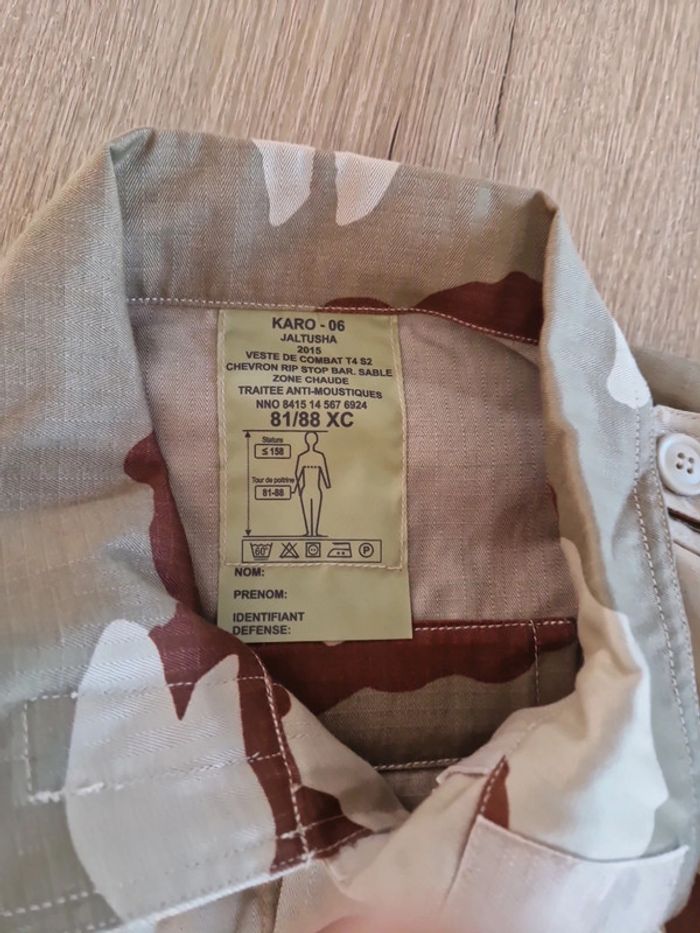 KARO - 06
JALTUSHA
2015
VESTE DE COMBAT T4 S2
CHEVRON RIP STOP BAR. SABLE
ZONE CHAUDE
TRAITEE ANTI-MOUSTIQUES
NNO 8415 14 567 6924
81/88 XC
Stature
≤ 158
Tour de poitrine
81-88
60° P
NOM:
PRENOM:
IDENTIFIANT
DEFENSE: